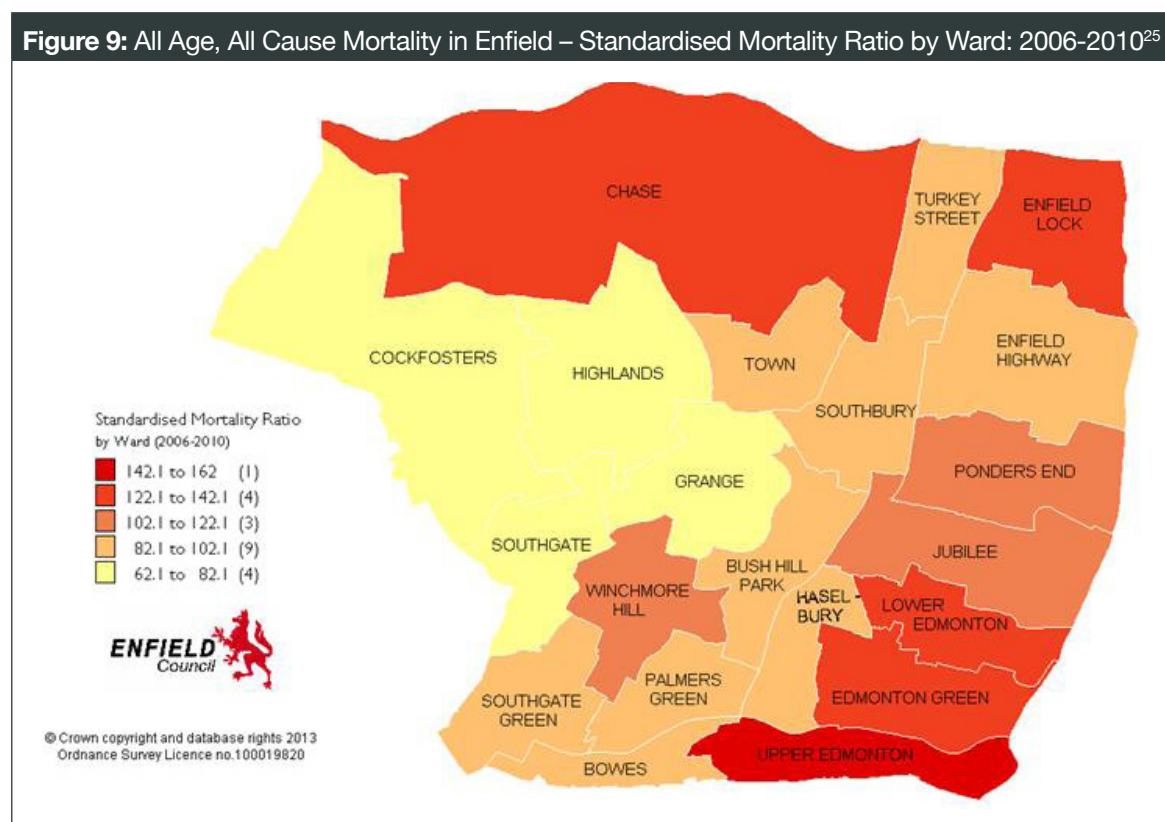 Figure 9: All Age, All Cause Mortality in Enfield – Standardised Mortality Ratio by Ward: 2006-2010²⁵
CHASE
TURKEY
STREET
ENFIELD
LOCK
COCKFOSTERS
HIGHLANDS
TOWN
ENFIELD
HIGHWAY
SOUTHBURY
GRANGE
PONDERS END
SOUTHGATE
JUBILEE
BUSH HILL
PARK
WINCHMORE
HILL
HASEL -
BURY
LOWER
EDMONTON
PALMERS
GREEN
EDMONTON GREEN
SOUTHGATE
GREEN
UPPER EDMONTON
BOWES
Standardised Mortality Ratio
by Ward (2006-2010)
142.1 to 162 (1)
122.1 to 142.1 (4)
102.1 to 122.1 (3)
82.1 to 102.1 (9)
62.1 to 82.1 (4)
ENFIELD
Council
© Crown copyright and database rights 2013
Ordnance Survey Licence no.100019820